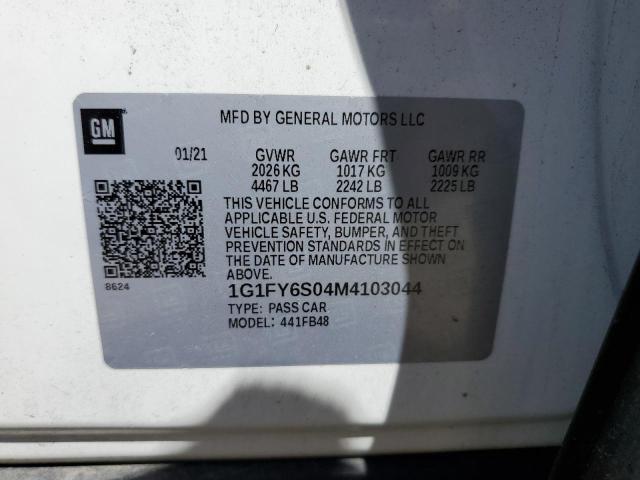 GM
MFD BY GENERAL MOTORS LLC
01/21 GVWR GAWR FRT GAWR RR
2026 KG 1017 KG 1009 KG
4467 LB 2242 LB 2225 LB
THIS VEHICLE CONFORMS TO ALL
APPLICABLE U.S. FEDERAL MOTOR
VEHICLE SAFETY, BUMPER, AND THEFT
PREVENTION STANDARDS IN EFFECT ON
THE DATE OF MANUFACTURE SHOWN
ABOVE.
8624
1G1FY6S04M4103044
TYPE: PASS CAR
MODEL: 441FB48